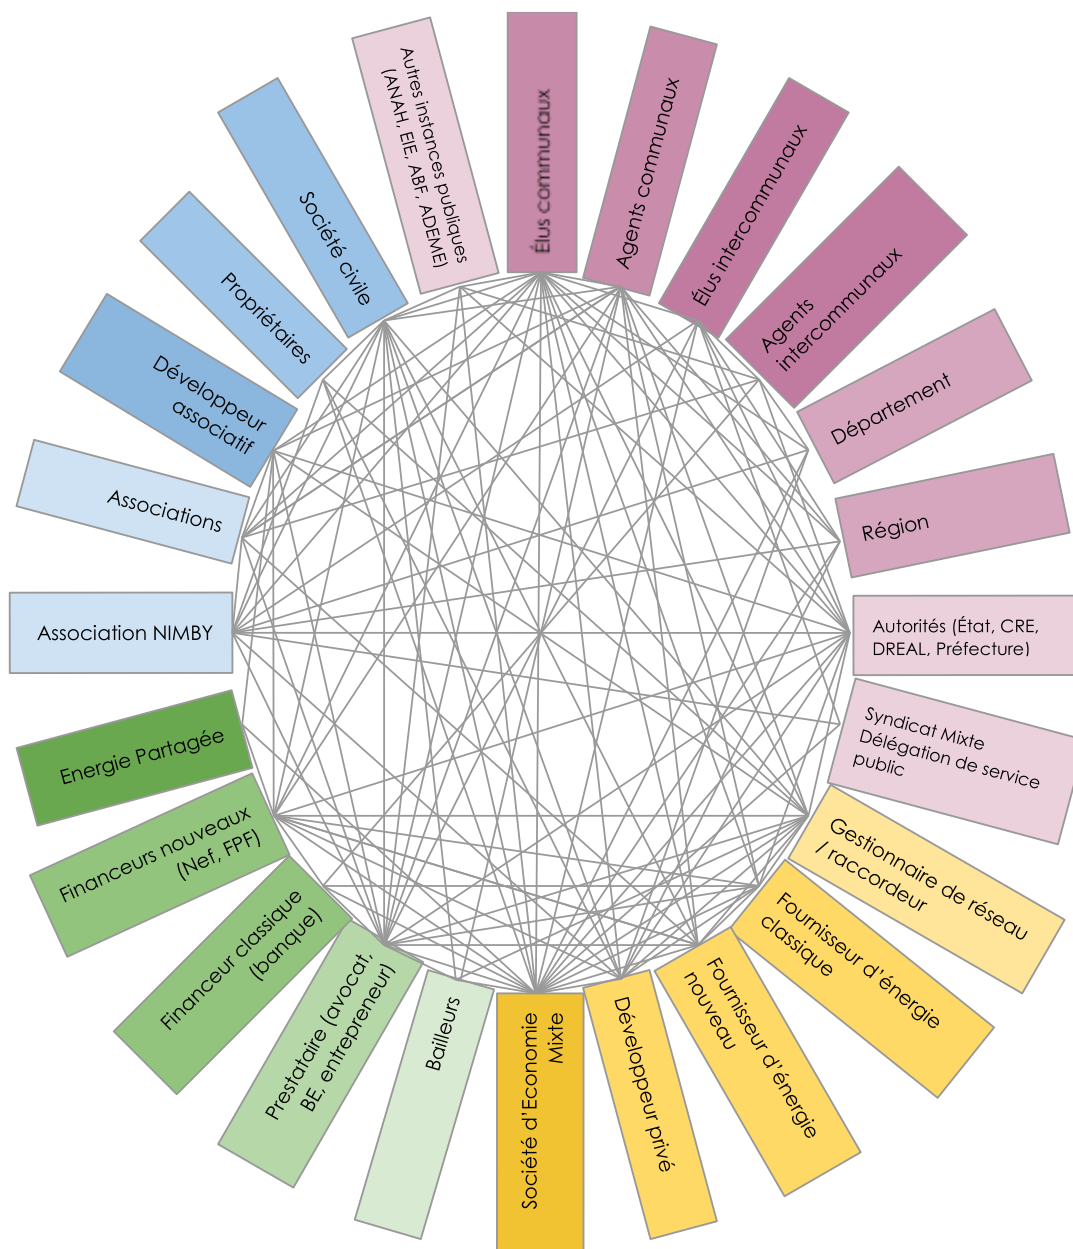 Élus communaux
Agents communaux
Élus intercommunaux
Agents
intercommunaux
Département
Région
Autorités (État, CRE,
DREAL, Préfecture)
Syndicat Mixte
Délégation de service
public
Gestionnaire de réseau
/ raccordeur
Fournisseur d'énergie
classique
Fournisseur d'énergie
nouveau
Développeur privé
Société d'Economie
Mixte
Bailleurs
Prestataire (avocat,
BE, entrepreneur)
Financeur classique
(banque)
Financeurs nouveaux
(Nef, FPF)
Energie Partagée
Association NIMBY
Associations
Développeur
associatif
Propriétaires
Société civile
Autres instances publiques
(ANAH, EIE, ABF, ADEME)